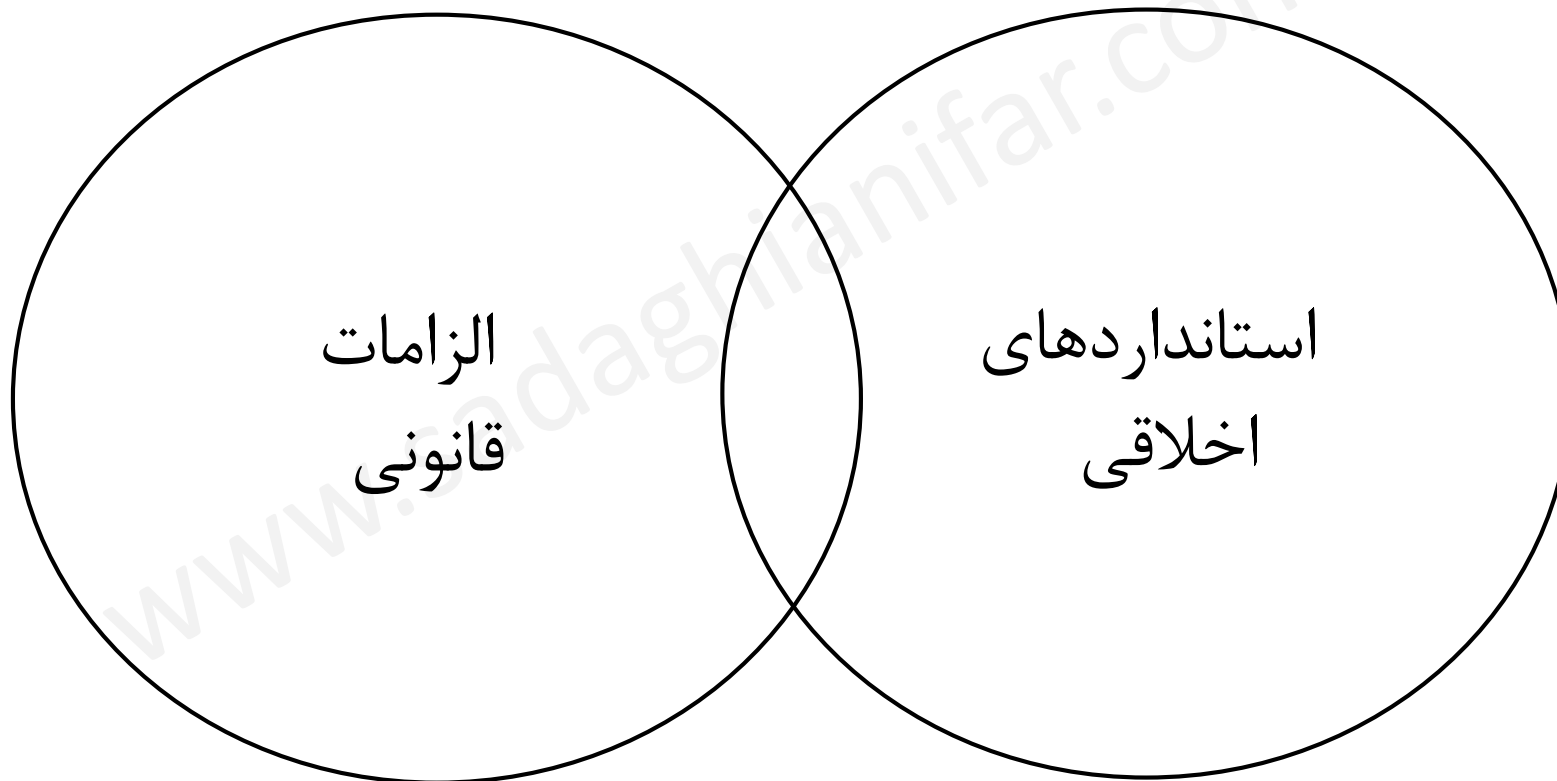 استانداردهای
اخلاقی
الزامات
قانونی
www.sadaghianifar.com